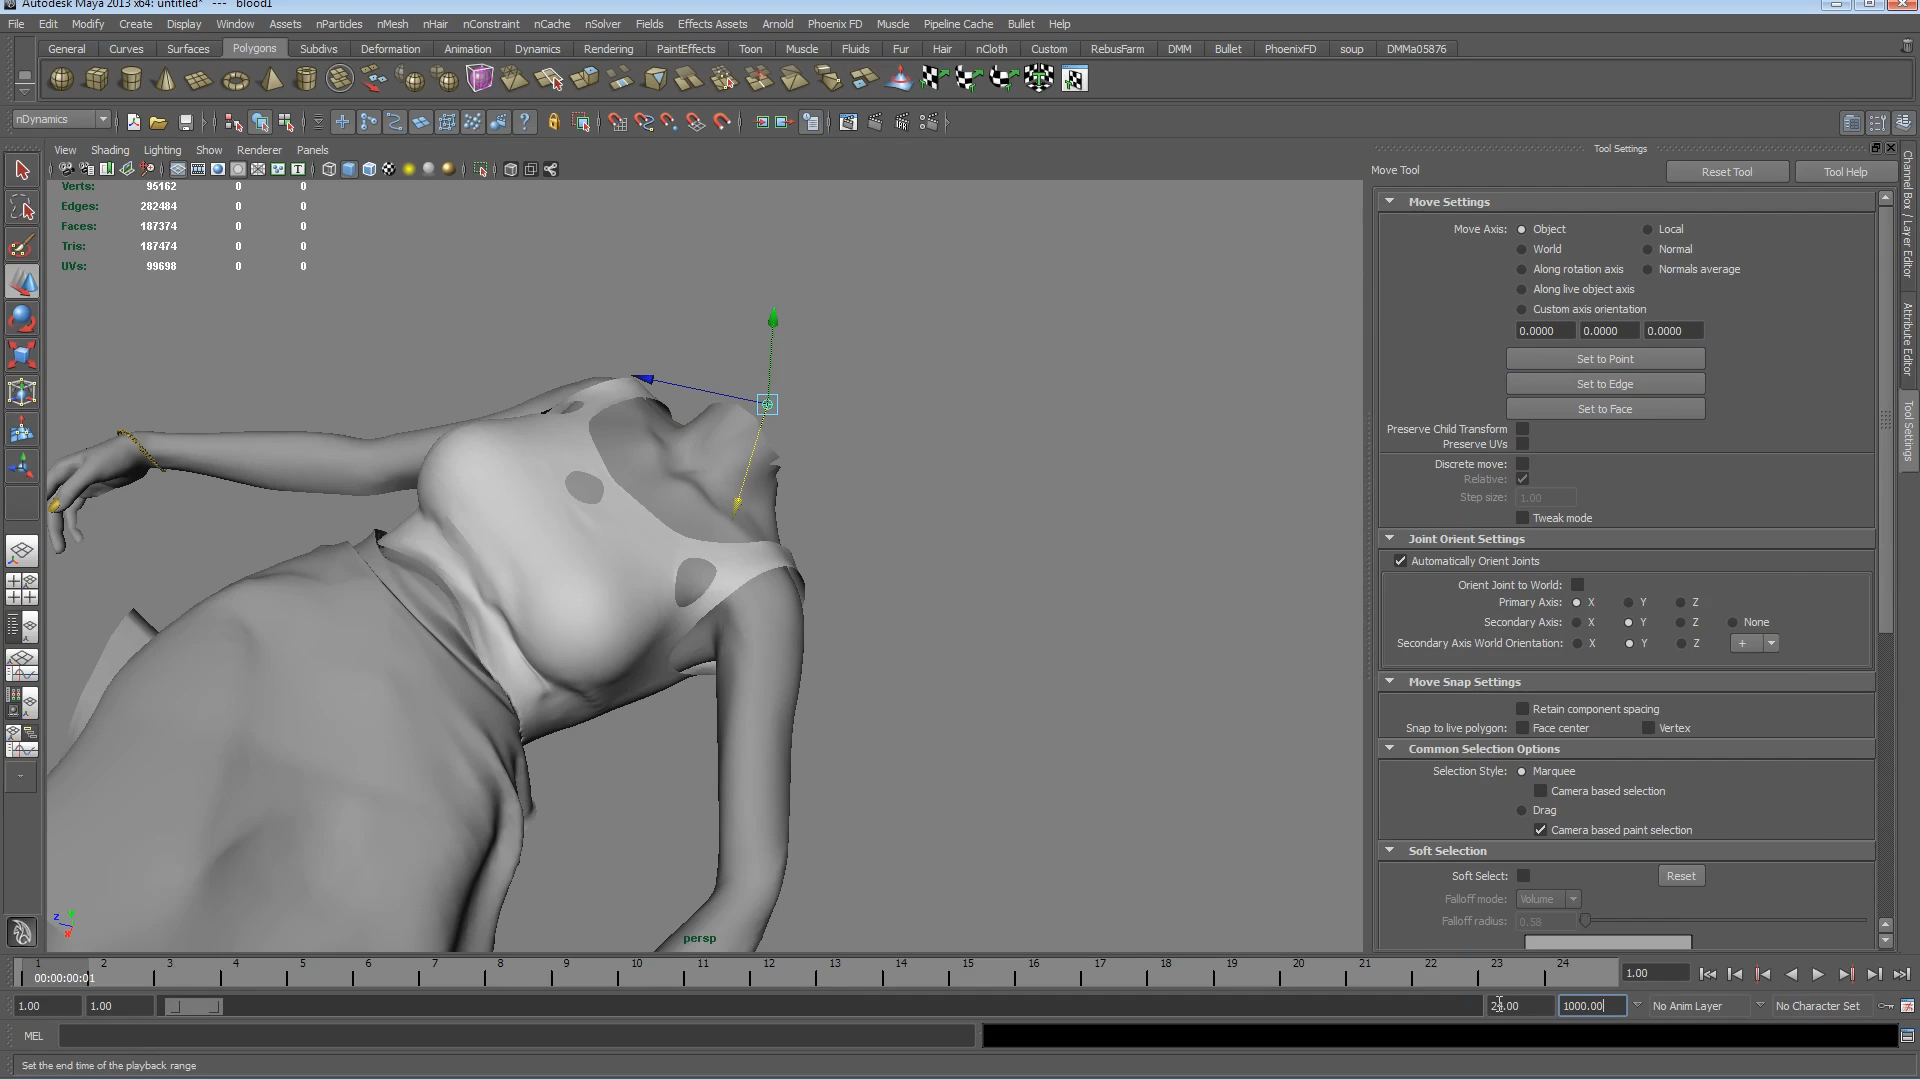 Autodesk Maya 2013 x64: untitled* --- blood1
File Edit Modify Create Display Window Assets nParticles nMesh nHair nConstraint nCache nSolver Fields Effects Assets Arnold Phoenix FD Muscle Pipeline Cache Bullet Help
General Curves Surfaces Polygons Subdivs Deformation Animation Dynamics Rendering PaintEffects Toon Muscle Fluids Fur Hair nCloth Custom RebusFarm DMM Bullet PhoenixFD soup DMMa05876
nDynamics
View Shading Lighting Show Renderer Panels
Verts: 95162 0 0
Edges: 282484 0 0
Faces: 187374 0 0
Tris: 187474 0 0
UVs: 99698 0 0
persp
Tool Settings
Move Tool Reset Tool Tool Help
Move Settings
Move Axis: Object Local
World Normal
Along rotation axis Normals average
Along live object axis
Custom axis orientation
0.0000 0.0000 0.0000
Set to Point
Set to Edge
Set to Face
Preserve Child Transform
Preserve UVs
Discrete move:
Relative:
Step size: 1.00
Tweak mode
Joint Orient Settings
Automatically Orient Joints
Orient Joint to World:
Primary Axis: X Y Z
Secondary Axis: X Y Z None
Secondary Axis World Orientation: X Y Z +
Move Snap Settings
Retain component spacing
Snap to live polygon: Face center Vertex
Common Selection Options
Selection Style: Marquee
Camera based selection
Drag
Camera based paint selection
Soft Selection
Soft Select: Reset
Falloff mode: Volume
Falloff radius: 0.58
Channel Box / Layer Editor
Attribute Editor
Tool Settings
1 2 3 4 5 6 7 8 9 10 11 12 13 14 15 16 17 18 19 20 21 22 23 24
00:00:00:01
1.00
1.00 1.00 1000.00 No Anim Layer No Character Set
MEL
Set the end time of the playback range